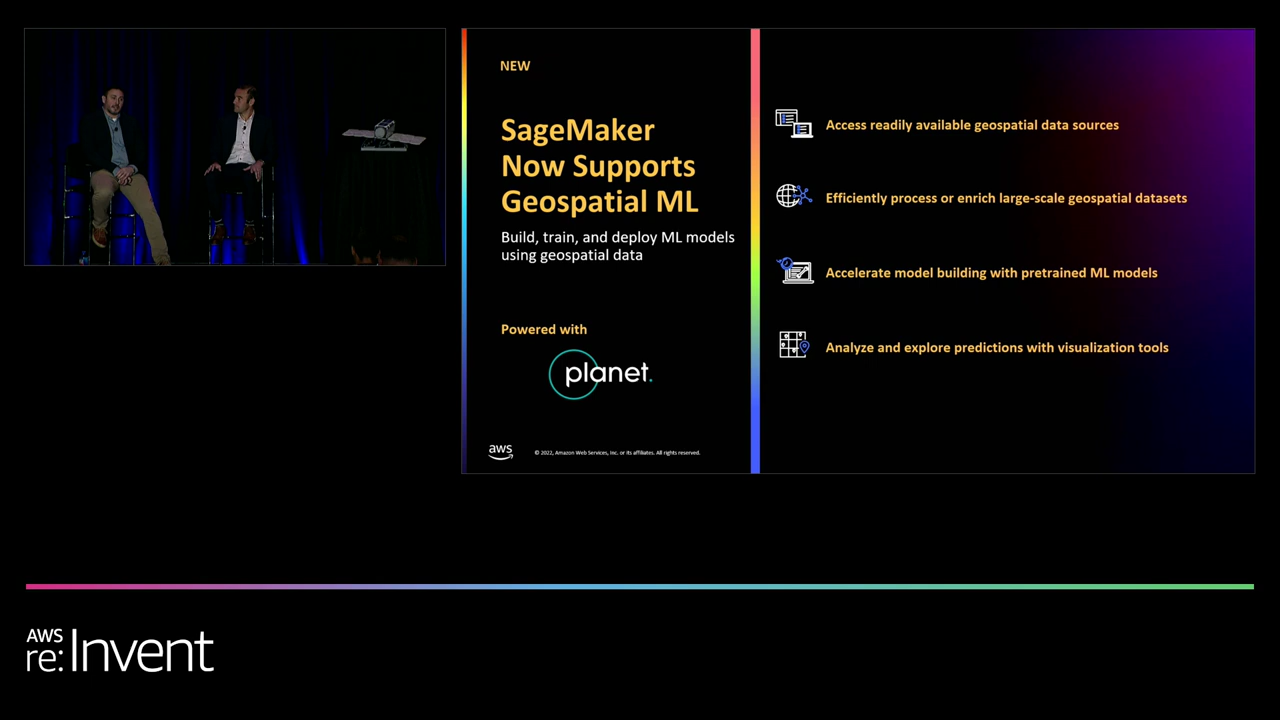 NEW
SageMaker
Now Supports
Geospatial ML
Build, train, and deploy ML models
using geospatial data
Powered with
planet.
aws
© 2022, Amazon Web Services, Inc. or its affiliates. All rights reserved.
Access readily available geospatial data sources
Efficiently process or enrich large-scale geospatial datasets
Accelerate model building with pretrained ML models
Analyze and explore predictions with visualization tools
AWS
re:Invent